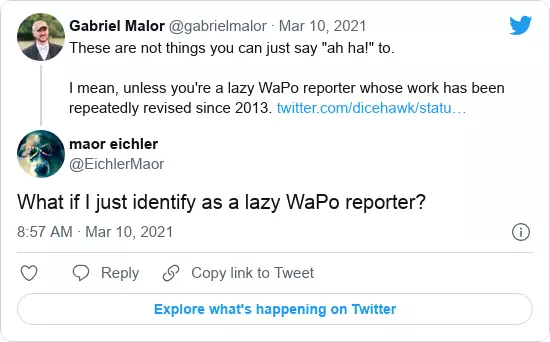 Gabriel Malor @gabrielmalor · Mar 10, 2021
These are not things you can just say "ah ha!" to.
I mean, unless you're a lazy WaPo reporter whose work has been
repeatedly revised since 2013. twitter.com/dicehawk/statu…
maor eichler
@EichlerMaor
What if I just identify as a lazy WaPo reporter?
8:57 AM · Mar 10, 2021
Reply
Copy link to Tweet
Explore what's happening on Twitter